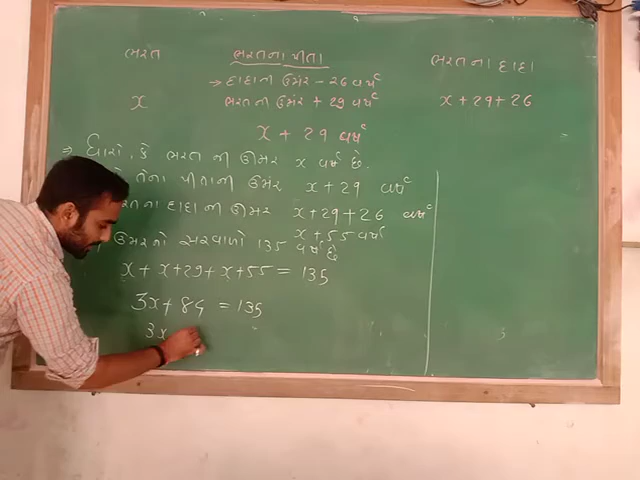 ભરત ભરતના પીતા ભરતના દાદા
→ દાદાની ઉંમર - 26 વર્ષ
x ભરતની ઉંમર + 29 વર્ષ x + 29 + 26
x + 29 વર્ષ
⇒ ધારો, કે ભરત ની ઊંમર x વર્ષ છે.
તેના પીતાની ઉંમર x + 29 વર્ષ
ના દાદા ની ઊંમર x + 29 + 26 વર્ષ
x + 55 વર્ષ
ઉંમરનો સરવાળો 135 વર્ષ છે
x + x + 29 + x + 55 = 135
3x + 84 = 135
3x